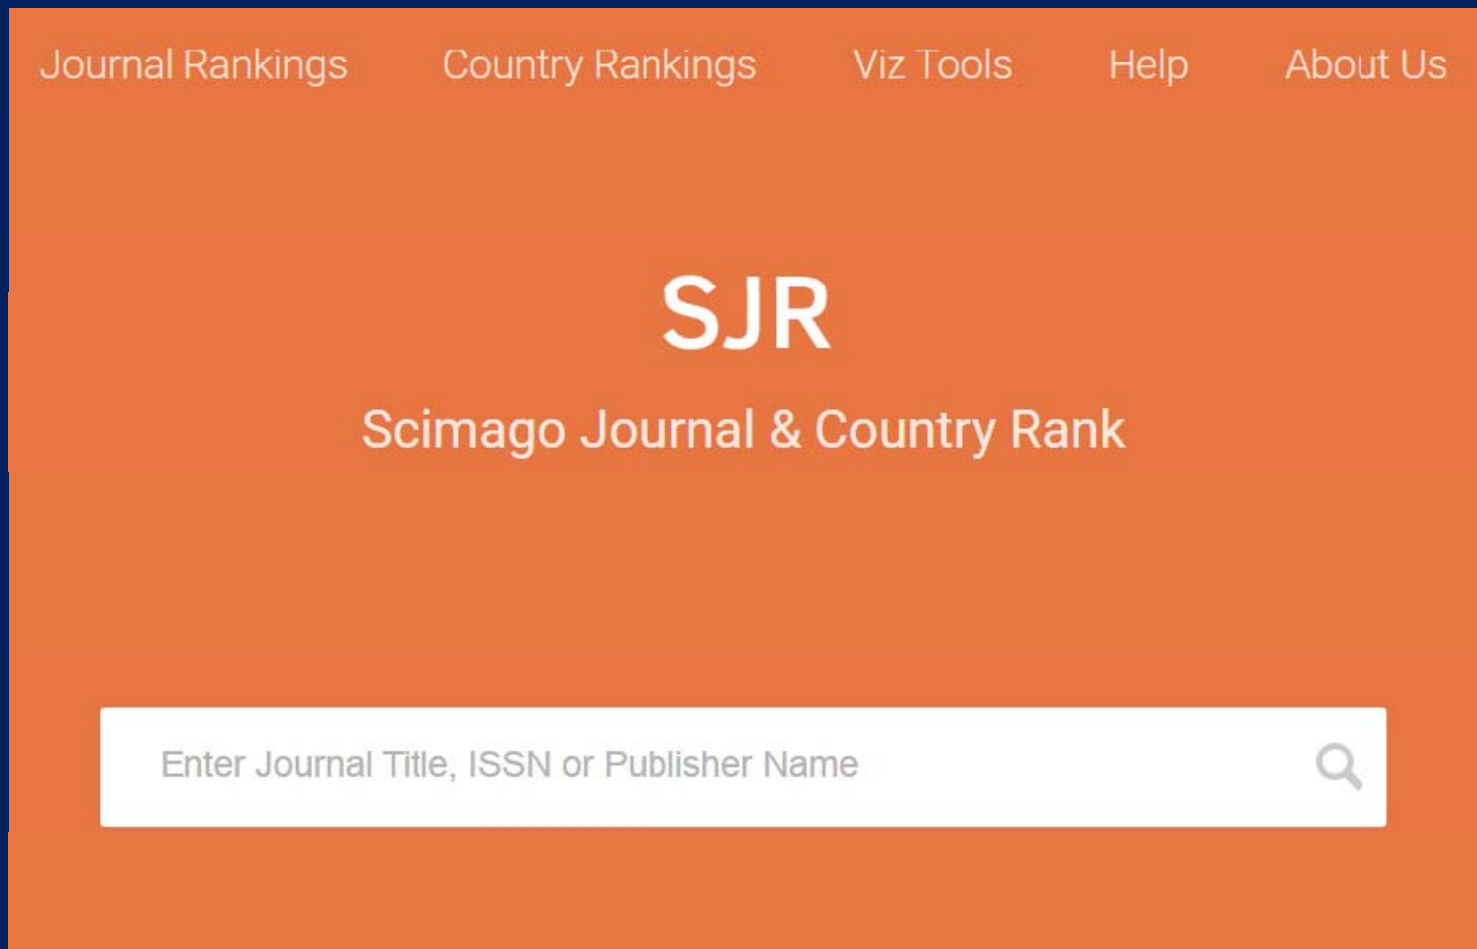 Journal Rankings Country Rankings Viz Tools Help About Us
SJR
Scimago Journal & Country Rank
Enter Journal Title, ISSN or Publisher Name